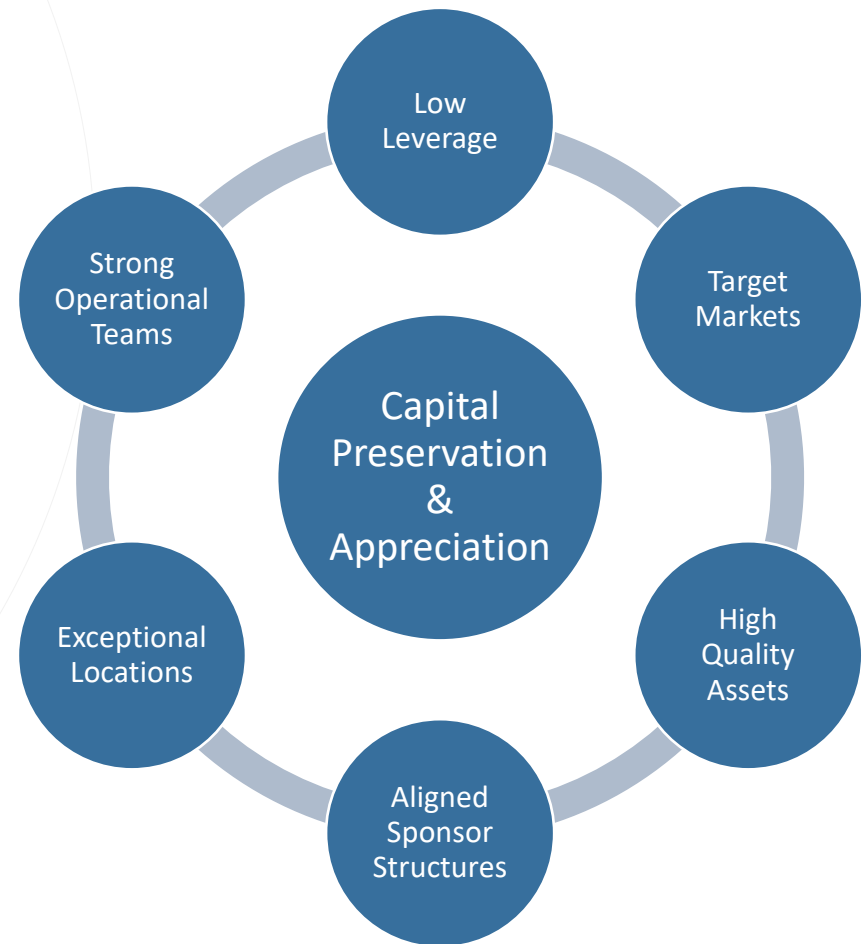 Low
Leverage
Strong
Operational
Teams
Target
Markets
Capital
Preservation
&
Appreciation
Exceptional
Locations
High
Quality
Assets
Aligned
Sponsor
Structures